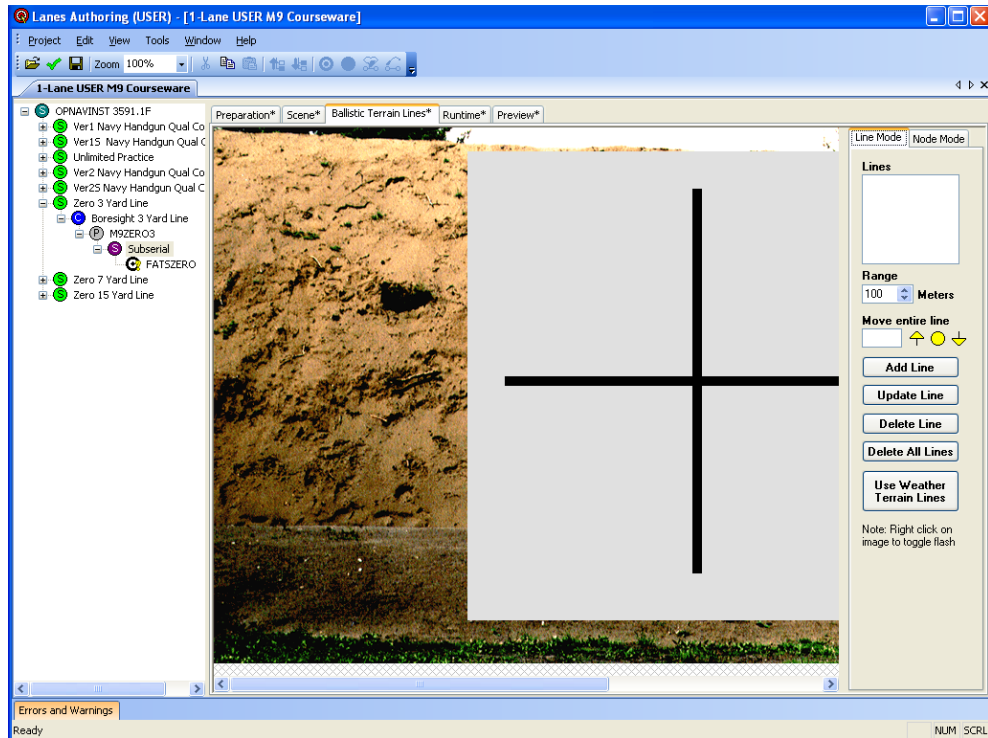 Lanes Authoring (USER) - [1-Lane USER M9 Courseware]
Project Edit View Tools Window Help
Zoom 100%
1-Lane USER M9 Courseware
OPNAVINST 3591.1F
Ver1 Navy Handgun Qual Co
Ver1S Navy Handgun Qual C
Unlimited Practice
Ver2 Navy Handgun Qual Co
Ver2S Navy Handgun Qual C
Zero 3 Yard Line
Boresight 3 Yard Line
M9ZERO3
Subserial
FATSZERO
Zero 7 Yard Line
Zero 15 Yard Line
Preparation* Scene* Ballistic Terrain Lines* Runtime* Preview*
Line Mode Node Mode
Lines
Range
100 Meters
Move entire line
Add Line
Update Line
Delete Line
Delete All Lines
Use Weather
Terrain Lines
Note: Right click on
image to toggle flash
Errors and Warnings
Ready NUM SCRL